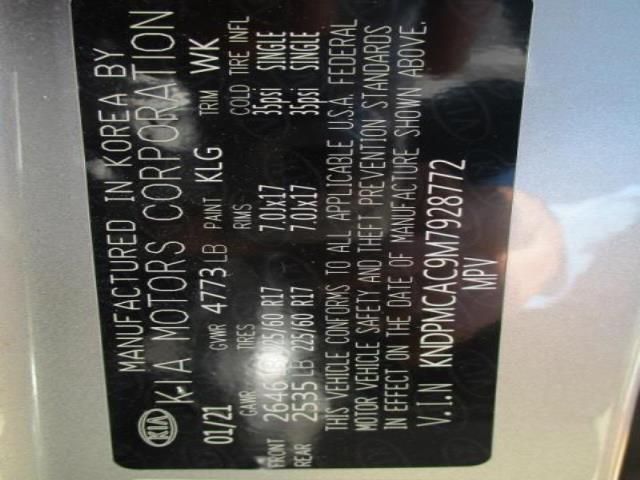 MANUFACTURED IN KOREA BY
KIA KIA MOTORS CORPORATION
01/21 GVWR 4773LB PAINT KLG TRIM WK
GAWR TIRES RIMS COLD TIRE INFL
FRONT 2646 LB 225/60 R17 7.0Jx17 35psi SINGLE
REAR 2535 LB 225/60 R17 7.0Jx17 35psi SINGLE
THIS VEHICLE CONFORMS TO ALL APPLICABLE U.S.A. FEDERAL
MOTOR VEHICLE SAFETY AND THEFT PREVENTION STANDARDS
IN EFFECT ON THE DATE OF MANUFACTURE SHOWN ABOVE.
V.I.N KNDPMCAC9M7928772
MPV